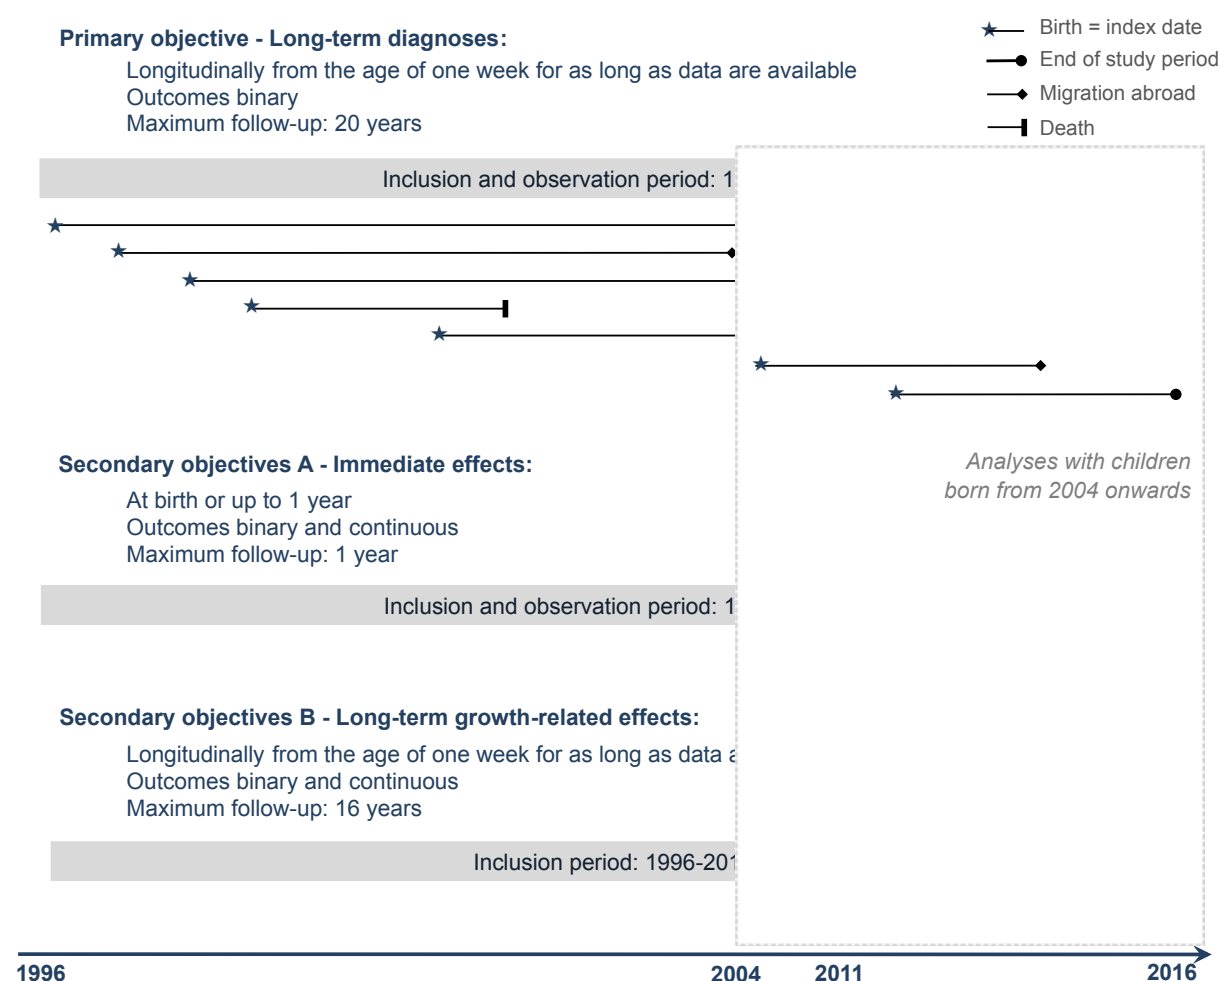 Primary objective - Long-term diagnoses:
Longitudinally from the age of one week for as long as data are available
Outcomes binary
Maximum follow-up: 20 years
Birth = index date
End of study period
Migration abroad
Death
Inclusion and observation period: 1
Analyses with children
born from 2004 onwards
Secondary objectives A - Immediate effects:
At birth or up to 1 year
Outcomes binary and continuous
Maximum follow-up: 1 year
Inclusion and observation period: 1
Secondary objectives B - Long-term growth-related effects:
Longitudinally from the age of one week for as long as data
Outcomes binary and continuous
Maximum follow-up: 16 years
Inclusion period: 1996-201
1996 2004 2011 2016